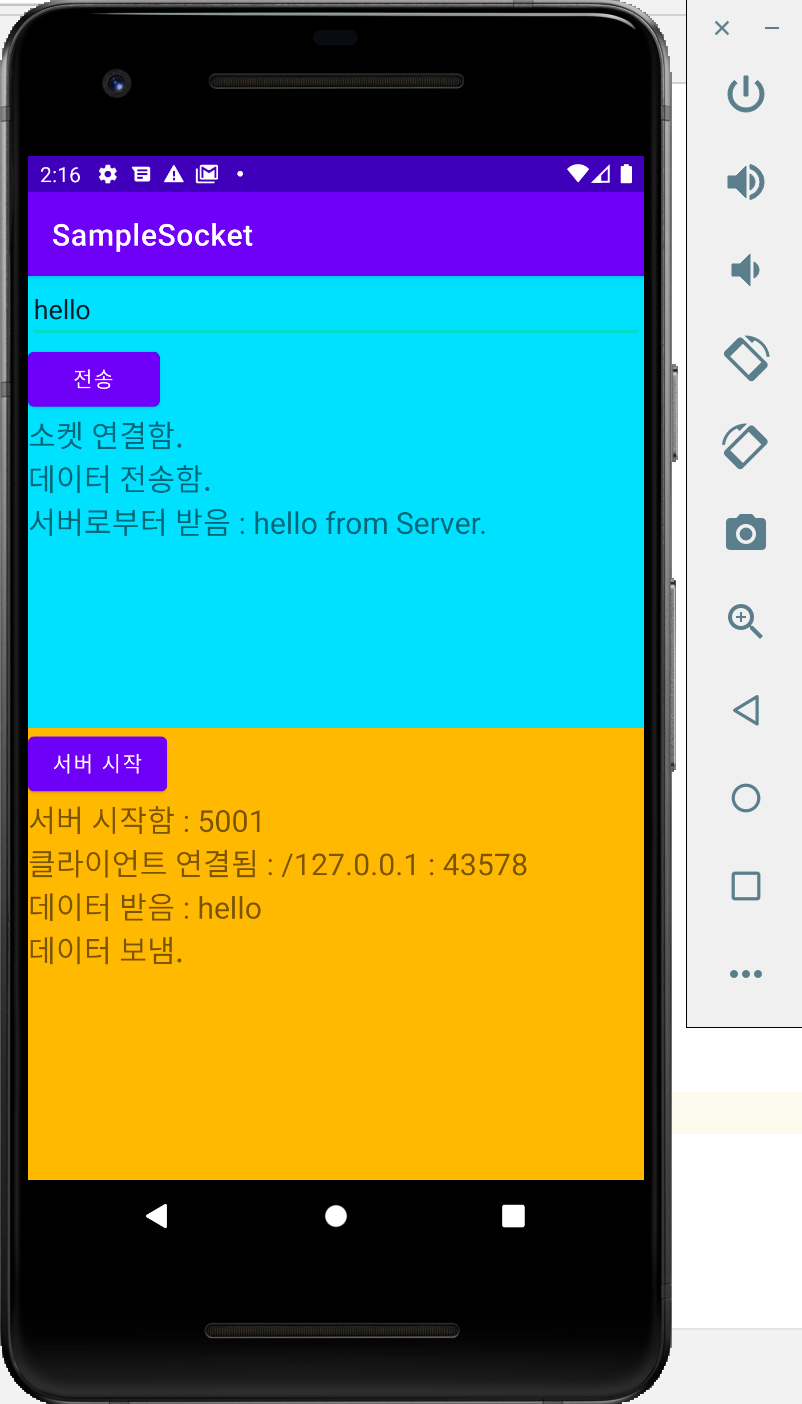 2:16
SampleSocket
hello
전송
소켓 연결함.
데이터 전송함.
서버로부터 받음 : hello from Server.
서버 시작
서버 시작함 : 5001
클라이언트 연결됨 : /127.0.0.1 : 43578
데이터 받음 : hello
데이터 보냄.